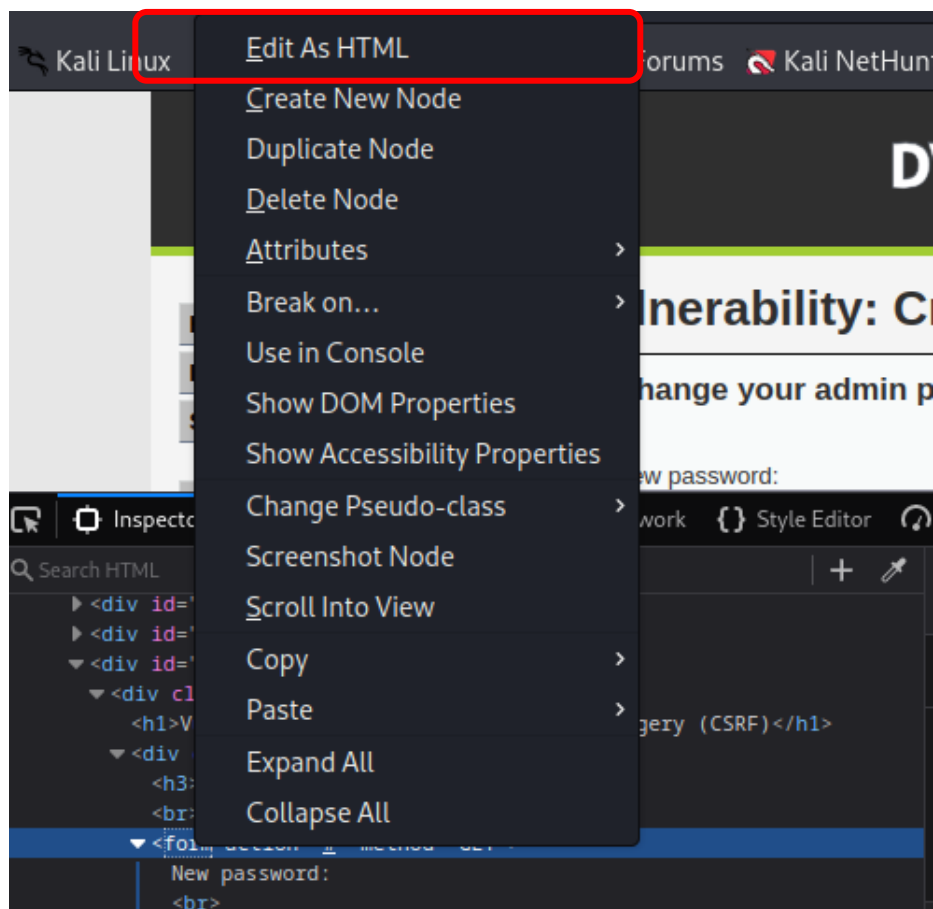 Kali Linux
Edit As HTML
Forums
Kali NetHunt
Create New Node
Duplicate Node
Delete Node
Attributes
Break on...
Use in Console
Show DOM Properties
Show Accessibility Properties
Change Pseudo-class
Screenshot Node
Scroll Into View
Copy
Paste
Expand All
Collapse All
D
lnerability: C
hange your admin p
ew password:
Inspecto
work
{} Style Editor
Search HTML
<div id="
<div id="
<div id="
<div cl
<h1>V gery (CSRF)</h1>
<div
<h3>
<br>
<form
New password:
<br>